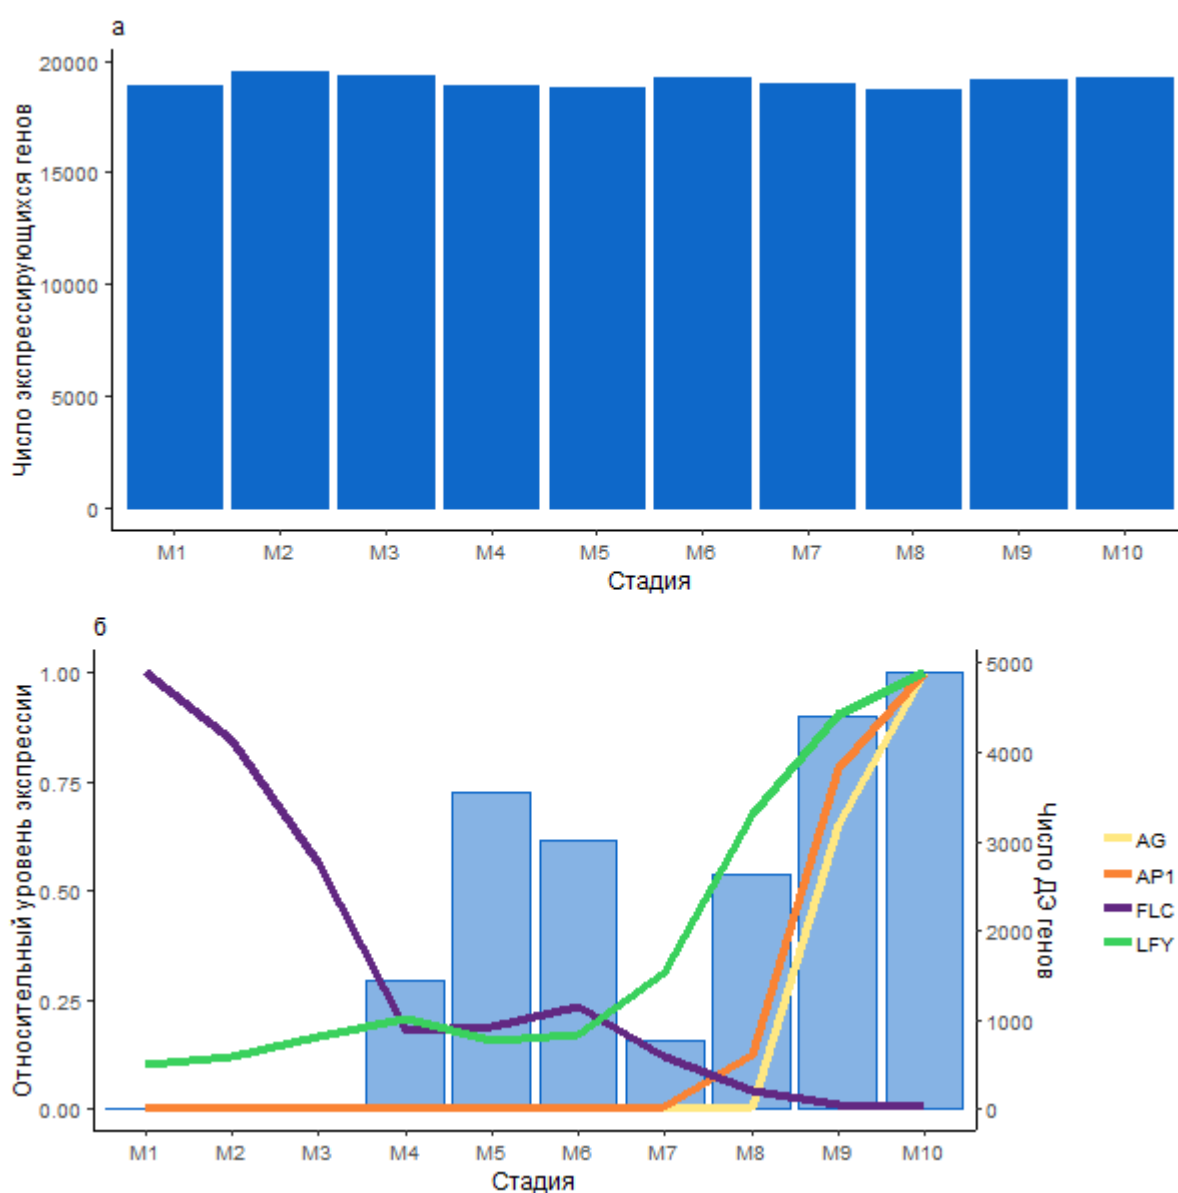 а
Число экспрессирующихся генов
20000
15000
10000
5000
0
M1 M2 M3 M4 M5 M6 M7 M8 M9 M10
Стадия
б
Относительный уровень экспрессии
1.00
0.75
0.50
0.25
0.00
5000
4000
3000
2000
1000
0
Число ДЭ генов
AG
AP1
FLC
LFY
M1 M2 M3 M4 M5 M6 M7 M8 M9 M10
Стадия